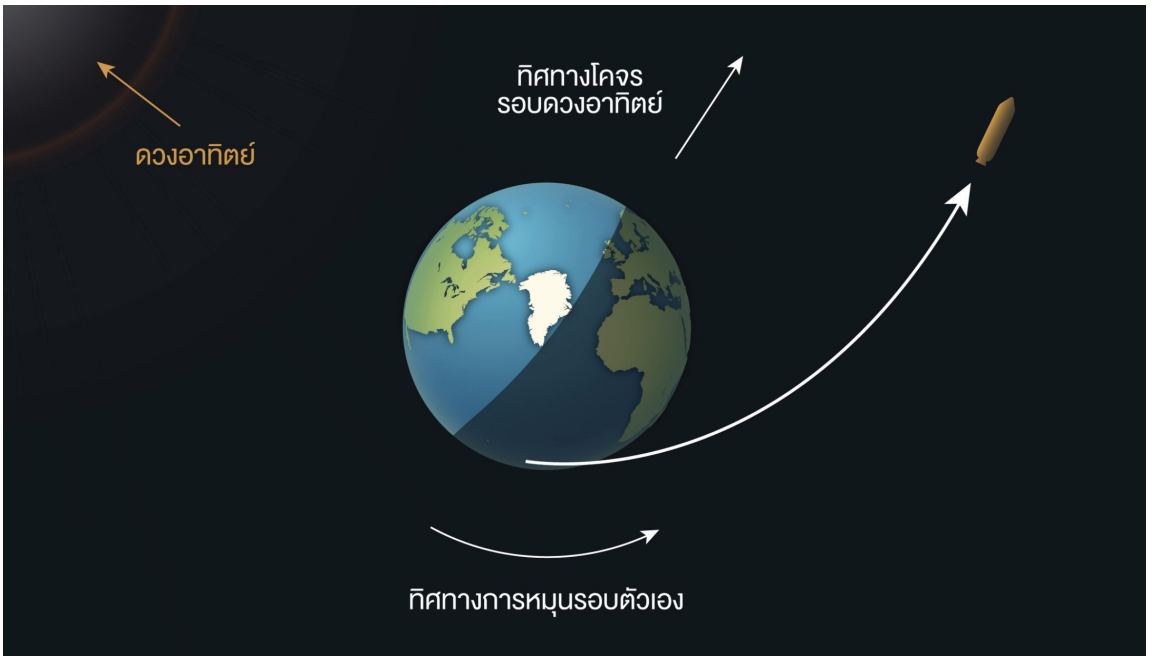 ทิศทางโคจร
รอบดวงอาทิตย์
ดวงอาทิตย์
ทิศทางการหมุนรอบตัวเอง